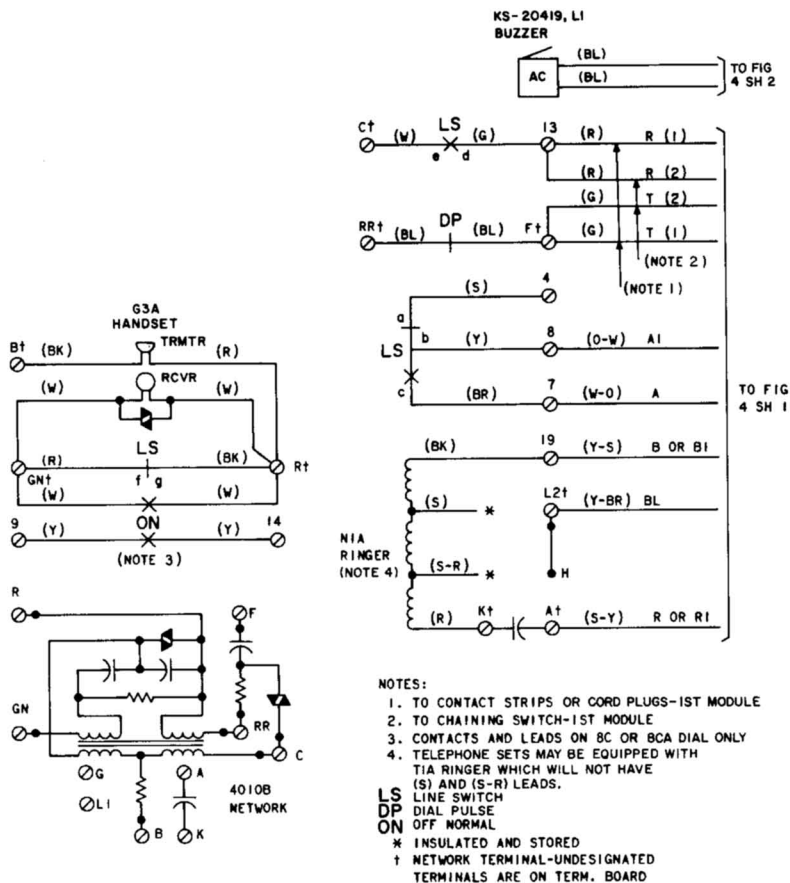 KS-20419, L1
BUZZER
AC
(BL)
(BL)
TO FIG
4 SH 2
C† (W) LS (G) 13 (R) R (1)
e d
(R) R (2)
(G) T (2)
RR† (BL) DP (BL) F† (G) T (1)
(NOTE 2)
(NOTE 1)
(S) 4
a
b
LS (Y) 8 (O-W) A1
c
(BR) 7 (W-O) A
TO FIG
4 SH 1
(BK) 19 (Y-S) B OR B1
(S) *
L2† (Y-BR) BL
N1A
RINGER
(NOTE 4)
(S-R) *
H
(R) K† A† (S-Y) R OR R1
G3A
HANDSET
TRMTR
B† (BK) (R)
RCVR
(W) (W)
LS
(R) (BK)
GN† f g R†
(W) (W)
9 (Y) ON (Y) 14
(NOTE 3)
R
F
GN
RR
C
G
A
L1
B
K
4010B
NETWORK
NOTES:
1. TO CONTACT STRIPS OR CORD PLUGS-1ST MODULE
2. TO CHAINING SWITCH-1ST MODULE
3. CONTACTS AND LEADS ON 8C OR 8CA DIAL ONLY
4. TELEPHONE SETS MAY BE EQUIPPED WITH
T1A RINGER WHICH WILL NOT HAVE
(S) AND (S-R) LEADS.
LS LINE SWITCH
DP DIAL PULSE
ON OFF NORMAL
* INSULATED AND STORED
† NETWORK TERMINAL-UNDESIGNATED
TERMINALS ARE ON TERM. BOARD